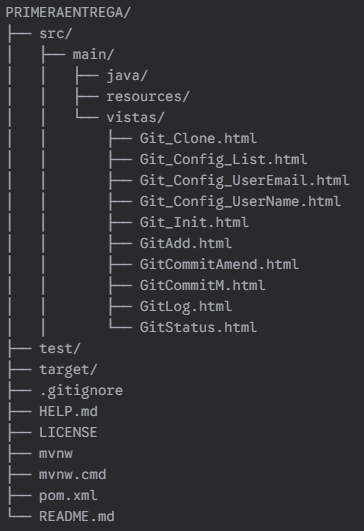 PRIMERAENTREGA/
├── src/
│   ├── main/
│   │   ├── java/
│   │   ├── resources/
│   │   └── vistas/
│   │       ├── Git_Clone.html
│   │       ├── Git_Config_List.html
│   │       ├── Git_Config_UserEmail.html
│   │       ├── Git_Config_UserName.html
│   │       ├── Git_Init.html
│   │       ├── GitAdd.html
│   │       ├── GitCommitAmend.html
│   │       ├── GitCommitM.html
│   │       ├── GitLog.html
│   │       └── GitStatus.html
├── test/
├── target/
├── .gitignore
├── HELP.md
├── LICENSE
├── mvnw
├── mvnw.cmd
├── pom.xml
└── README.md